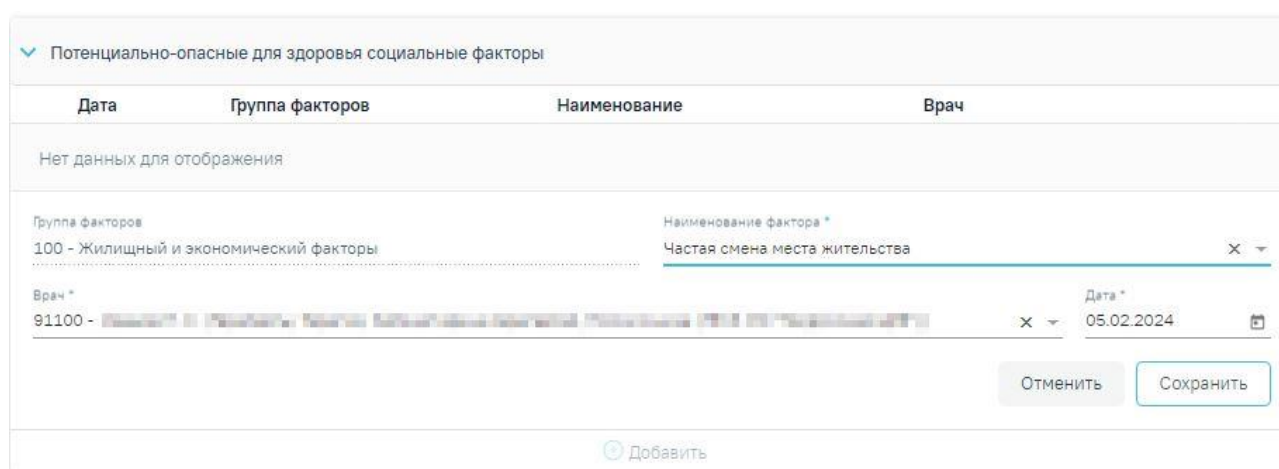 Потенциально-опасные для здоровья социальные факторы
Дата Группа факторов Наименование Врач
Нет данных для отображения
Группа факторов Наименование фактора *
100 - Жилищный и экономический факторы Частая смена места жительства
Врач * Дата *
91100 - 05.02.2024
Отменить Сохранить
Добавить